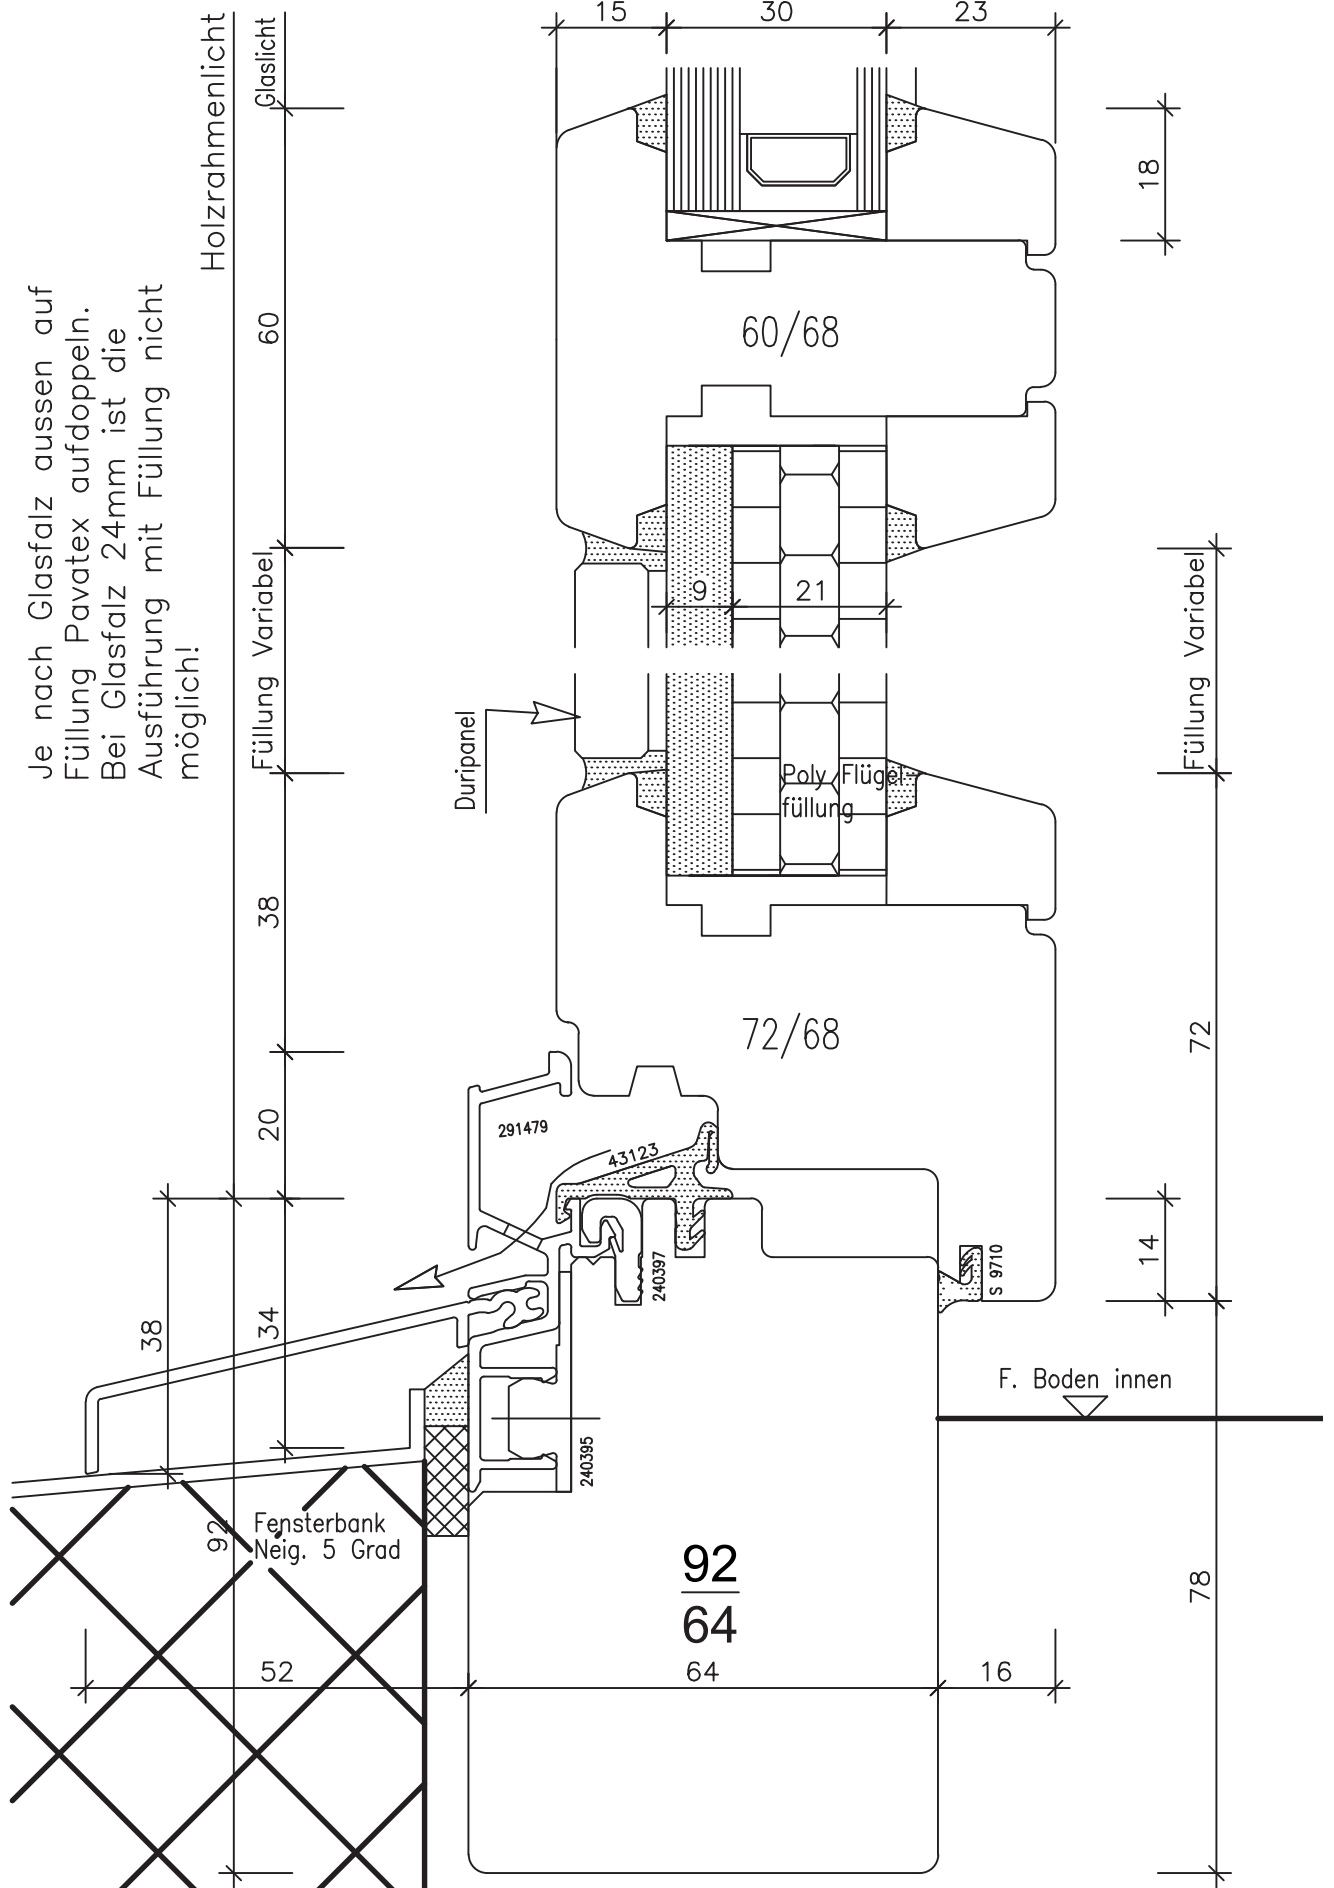 15
30
23
Holzrahmenlicht
Glaslicht
18
60
60/68
Je nach Glasfalz aussen auf
Füllung Pavatex aufdoppeln.
Bei Glasfalz 24mm ist die
Ausführung mit Füllung nicht
möglich!
Füllung Variabel
9
21
Füllung Variabel
Duripanel
Poly Flügel-
füllung
38
72/68
72
20
291479
43123
14
S 9710
240397
38
34
F. Boden innen
240395
92
Fensterbank
Neig. 5 Grad
92
64
78
52
64
16